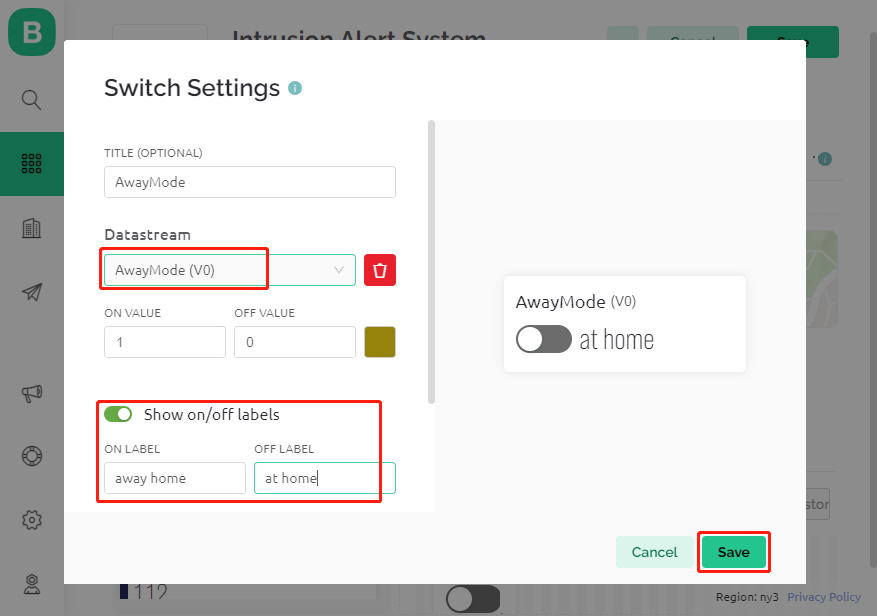 B
Intrusion Alert System
Cancel
Switch Settings
TITLE (OPTIONAL)
AwayMode
Datastream
AwayMode (V0)
ON VALUE OFF VALUE
1 0
AwayMode (V0)
at home
Show on/off labels
ON LABEL OFF LABEL
away home at home
Cancel Save
112
Region: ny3 Privacy Policy